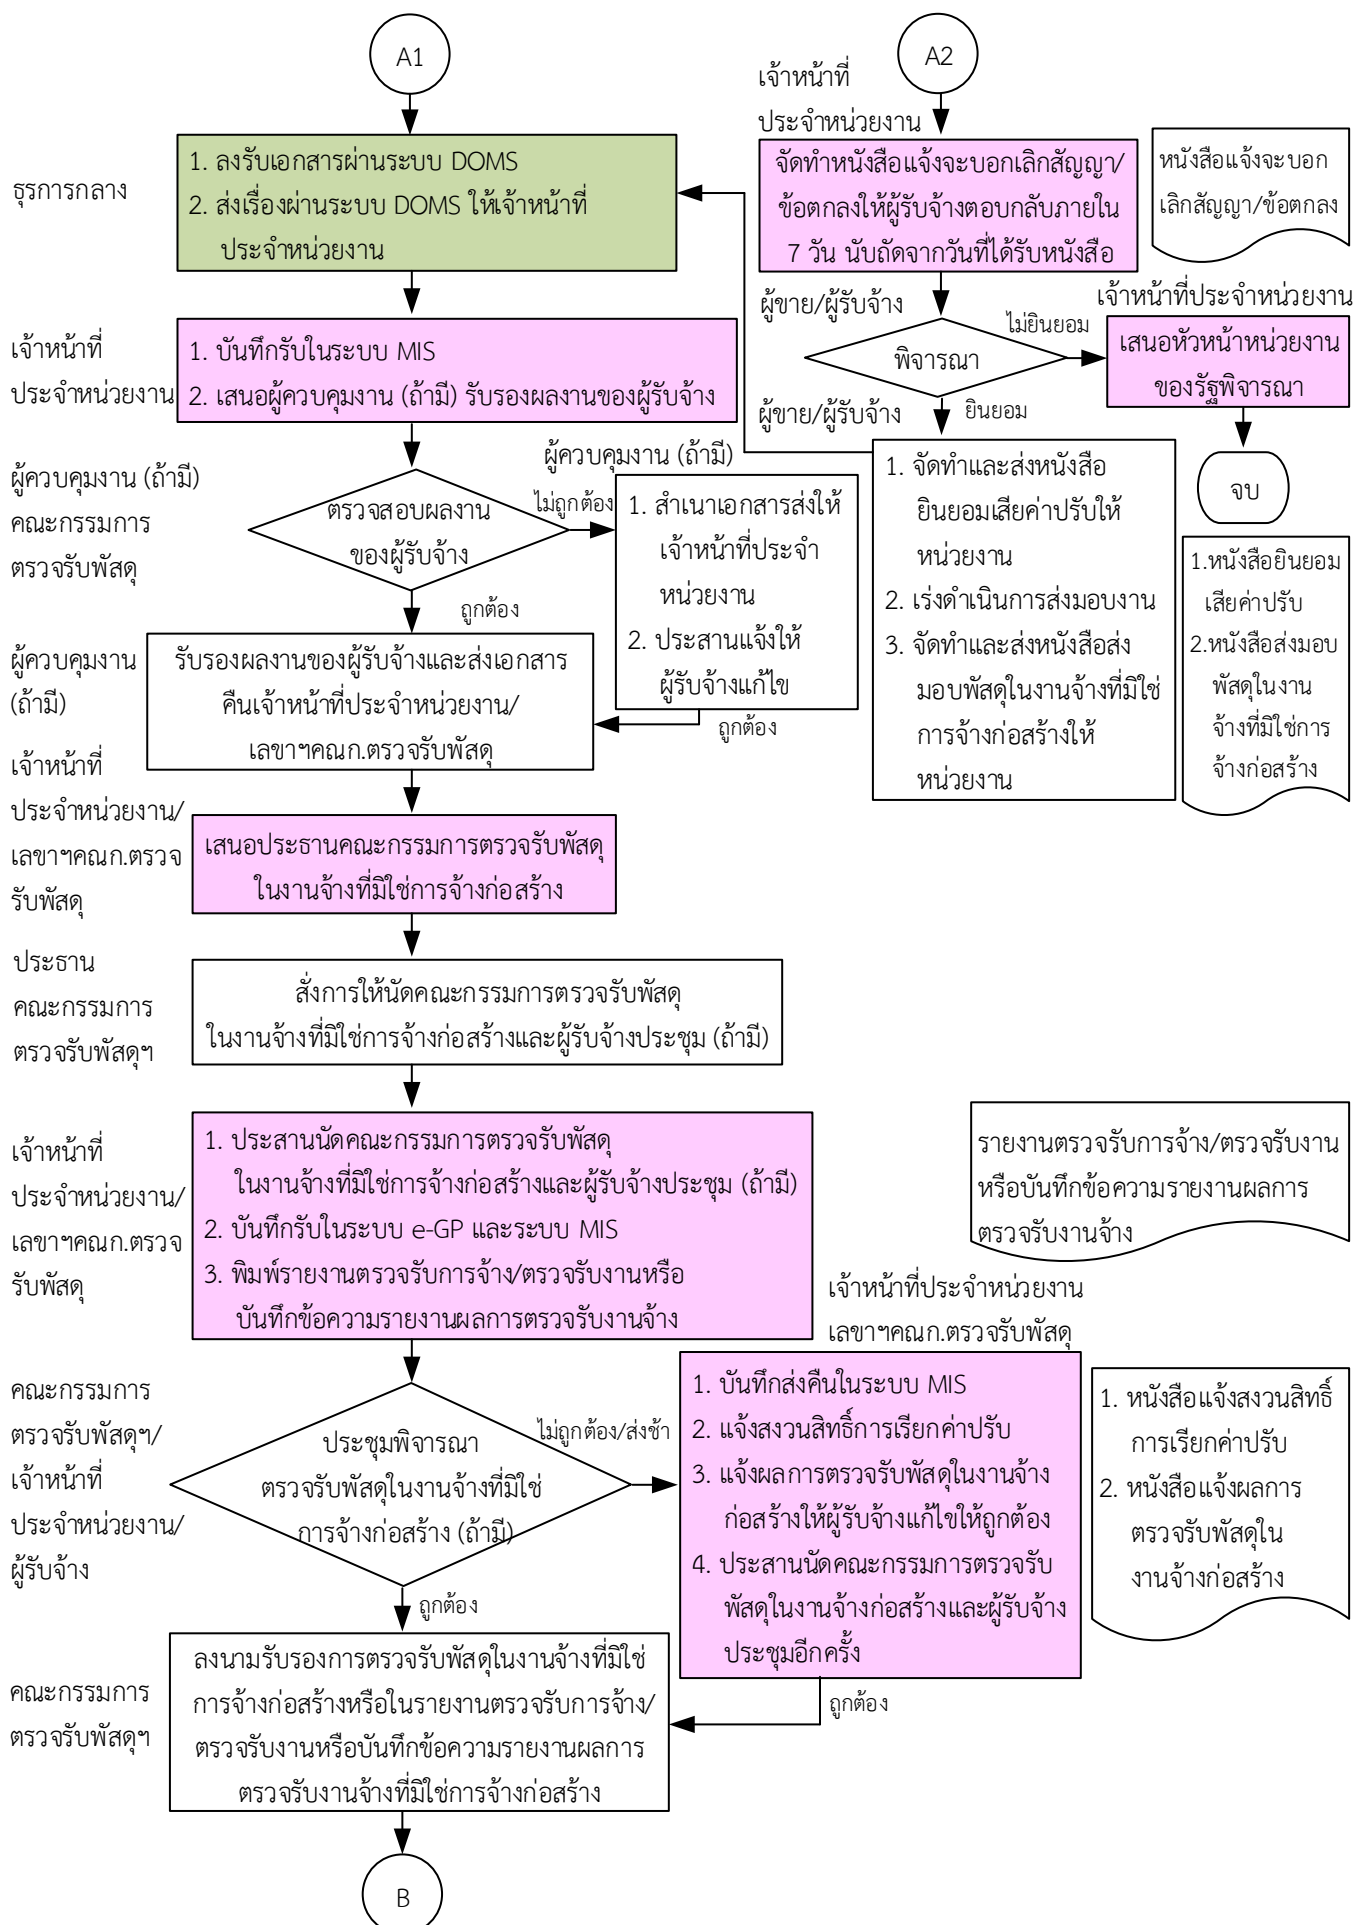 A1
ธุรการกลาง
1. ลงรับเอกสารผ่านระบบ DOMS
2. ส่งเรื่องผ่านระบบ DOMS ให้เจ้าหน้าที่
ประจำหน่วยงาน
เจ้าหน้าที่
ประจำหน่วยงาน
1. บันทึกรับในระบบ MIS
2. เสนอผู้ควบคุมงาน (ถ้ามี) รับรองผลงานของผู้รับจ้าง
ผู้ควบคุมงาน (ถ้ามี)
คณะกรรมการ
ตรวจรับพัสดุ
ตรวจสอบผลงาน
ของผู้รับจ้าง
ไม่ถูกต้อง
ผู้ควบคุมงาน (ถ้ามี)
1. สำเนาเอกสารส่งให้
เจ้าหน้าที่ประจำ
หน่วยงาน
2. ประสานแจ้งให้
ผู้รับจ้างแก้ไข
ถูกต้อง
ถูกต้อง
ผู้ควบคุมงาน
(ถ้ามี)
รับรองผลงานของผู้รับจ้างและส่งเอกสาร
คืนเจ้าหน้าที่ประจำหน่วยงาน/
เลขาฯคณก.ตรวจรับพัสดุ
เจ้าหน้าที่
ประจำหน่วยงาน/
เลขาฯคณก.ตรวจ
รับพัสดุ
เสนอประธานคณะกรรมการตรวจรับพัสดุ
ในงานจ้างที่มิใช่การจ้างก่อสร้าง
ประธาน
คณะกรรมการ
ตรวจรับพัสดุฯ
สั่งการให้นัดคณะกรรมการตรวจรับพัสดุ
ในงานจ้างที่มิใช่การจ้างก่อสร้างและผู้รับจ้างประชุม (ถ้ามี)
A2
เจ้าหน้าที่
ประจำหน่วยงาน
จัดทำหนังสือแจ้งจะบอกเลิกสัญญา/
ข้อตกลงให้ผู้รับจ้างตอบกลับภายใน
7 วัน นับถัดจากวันที่ได้รับหนังสือ
หนังสือแจ้งจะบอก
เลิกสัญญา/ข้อตกลง
ผู้ขาย/ผู้รับจ้าง
พิจารณา
ไม่ยินยอม
เจ้าหน้าที่ประจำหน่วยงาน
เสนอหัวหน้าหน่วยงาน
ของรัฐพิจารณา
จบ
ผู้ขาย/ผู้รับจ้าง
ยินยอม
1. จัดทำและส่งหนังสือ
ยินยอมเสียค่าปรับให้
หน่วยงาน
2. เร่งดำเนินการส่งมอบงาน
3. จัดทำและส่งหนังสือส่ง
มอบพัสดุในงานจ้างที่มิใช่
การจ้างก่อสร้างให้
หน่วยงาน
1.หนังสือยินยอม
เสียค่าปรับ
2.หนังสือส่งมอบ
พัสดุในงาน
จ้างที่มิใช่การ
จ้างก่อสร้าง
เจ้าหน้าที่
ประจำหน่วยงาน/
เลขาฯคณก.ตรวจ
รับพัสดุ
1. ประสานนัดคณะกรรมการตรวจรับพัสดุ
ในงานจ้างที่มิใช่การจ้างก่อสร้างและผู้รับจ้างประชุม (ถ้ามี)
2. บันทึกรับในระบบ e-GP และระบบ MIS
3. พิมพ์รายงานตรวจรับการจ้าง/ตรวจรับงานหรือ
บันทึกข้อความรายงานผลการตรวจรับงานจ้าง
รายงานตรวจรับการจ้าง/ตรวจรับงาน
หรือบันทึกข้อความรายงานผลการ
ตรวจรับงานจ้าง
คณะกรรมการ
ตรวจรับพัสดุฯ/
เจ้าหน้าที่
ประจำหน่วยงาน/
ผู้รับจ้าง
ประชุมพิจารณา
ตรวจรับพัสดุในงานจ้างที่มิใช่
การจ้างก่อสร้าง (ถ้ามี)
ไม่ถูกต้อง/ส่งช้า
เจ้าหน้าที่ประจำหน่วยงาน
เลขาฯคณก.ตรวจรับพัสดุ
1. บันทึกส่งคืนในระบบ MIS
2. แจ้งสงวนสิทธิ์การเรียกค่าปรับ
3. แจ้งผลการตรวจรับพัสดุในงานจ้าง
ก่อสร้างให้ผู้รับจ้างแก้ไขให้ถูกต้อง
4. ประสานนัดคณะกรรมการตรวจรับ
พัสดุในงานจ้างก่อสร้างและผู้รับจ้าง
ประชุมอีกครั้ง
1. หนังสือแจ้งสงวนสิทธิ์
การเรียกค่าปรับ
2. หนังสือแจ้งผลการ
ตรวจรับพัสดุใน
งานจ้างก่อสร้าง
ถูกต้อง
ถูกต้อง
คณะกรรมการ
ตรวจรับพัสดุฯ
ลงนามรับรองการตรวจรับพัสดุในงานจ้างที่มิใช่
การจ้างก่อสร้างหรือในรายงานตรวจรับการจ้าง/
ตรวจรับงานหรือบันทึกข้อความรายงานผลการ
ตรวจรับงานจ้างที่มิใช่การจ้างก่อสร้าง
B